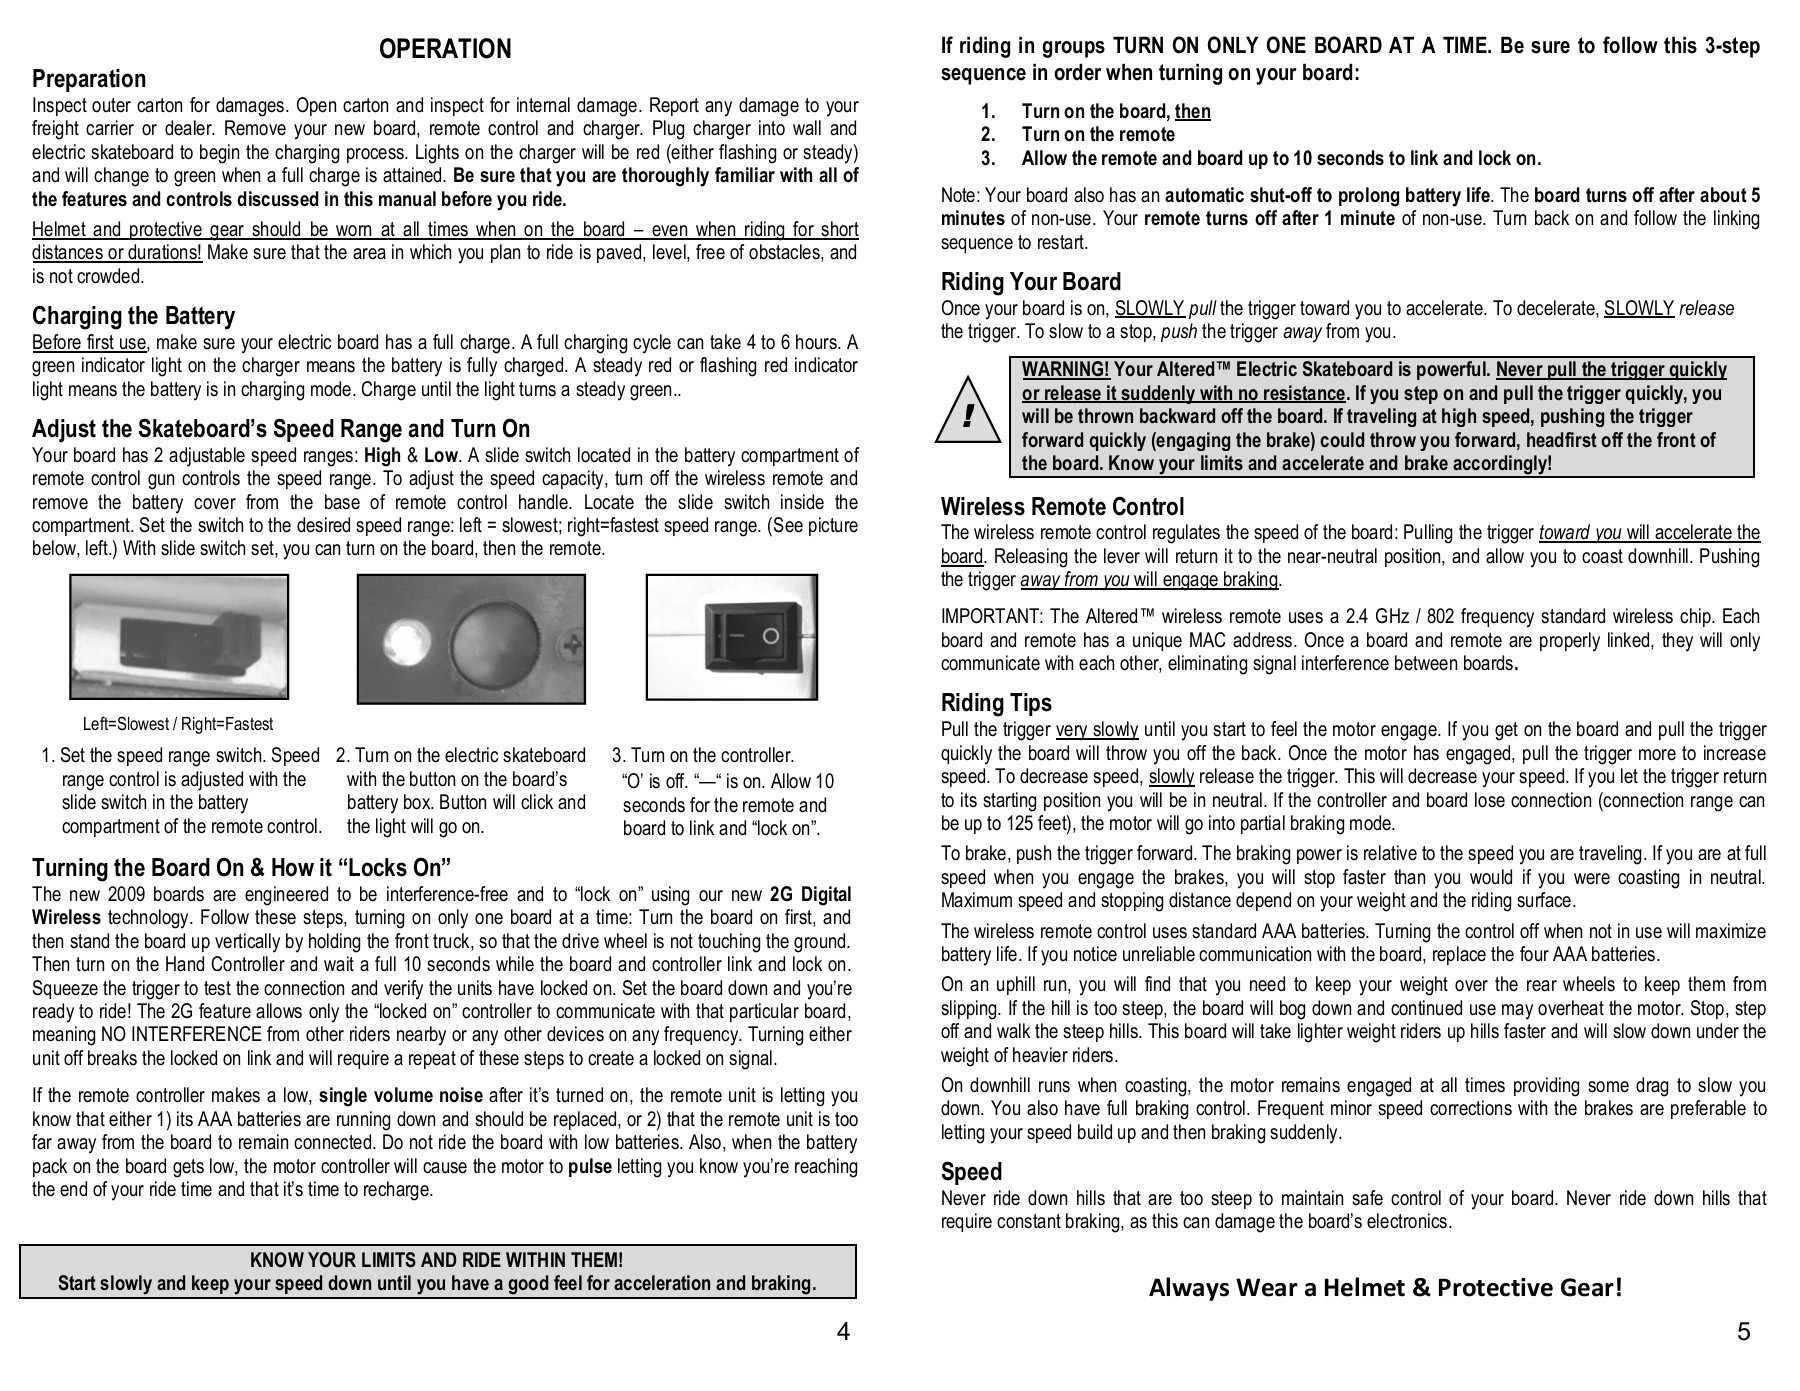 OPERATION
Preparation
Inspect outer carton for damages. Open carton and inspect for internal damage. Report any damage to your
freight carrier or dealer. Remove your new board, remote control and charger. Plug charger into wall and
electric skateboard to begin the charging process. Lights on the charger will be red (either flashing or steady)
and will change to green when a full charge is attained. Be sure that you are thoroughly familiar with all of
the features and controls discussed in this manual before you ride.
Helmet and protective gear should be worn at all times when on the board – even when riding for short
distances or durations! Make sure that the area in which you plan to ride is paved, level, free of obstacles, and
is not crowded.
Charging the Battery
Before first use, make sure your electric board has a full charge. A full charging cycle can take 4 to 6 hours. A
green indicator light on the charger means the battery is fully charged. A steady red or flashing red indicator
light means the battery is in charging mode. Charge until the light turns a steady green..
Adjust the Skateboard’s Speed Range and Turn On
Your board has 2 adjustable speed ranges: High & Low. A slide switch located in the battery compartment of
remote control gun controls the speed range. To adjust the speed capacity, turn off the wireless remote and
remove the battery cover from the base of remote control handle. Locate the slide switch inside the
compartment. Set the switch to the desired speed range: left = slowest; right=fastest speed range. (See picture
below, left.) With slide switch set, you can turn on the board, then the remote.
Left=Slowest / Right=Fastest
1. Set the speed range switch. Speed
range control is adjusted with the
slide switch in the battery
compartment of the remote control.
2. Turn on the electric skateboard
with the button on the board’s
battery box. Button will click and
the light will go on.
3. Turn on the controller.
“O’ is off. “—“ is on. Allow 10
seconds for the remote and
board to link and “lock on”.
Turning the Board On & How it “Locks On”
The new 2009 boards are engineered to be interference-free and to “lock on” using our new 2G Digital
Wireless technology. Follow these steps, turning on only one board at a time: Turn the board on first, and
then stand the board up vertically by holding the front truck, so that the drive wheel is not touching the ground.
Then turn on the Hand Controller and wait a full 10 seconds while the board and controller link and lock on.
Squeeze the trigger to test the connection and verify the units have locked on. Set the board down and you’re
ready to ride! The 2G feature allows only the “locked on” controller to communicate with that particular board,
meaning NO INTERFERENCE from other riders nearby or any other devices on any frequency. Turning either
unit off breaks the locked on link and will require a repeat of these steps to create a locked on signal.
If the remote controller makes a low, single volume noise after it’s turned on, the remote unit is letting you
know that either 1) its AAA batteries are running down and should be replaced, or 2) that the remote unit is too
far away from the board to remain connected. Do not ride the board with low batteries. Also, when the battery
pack on the board gets low, the motor controller will cause the motor to pulse letting you know you’re reaching
the end of your ride time and that it’s time to recharge.
KNOW YOUR LIMITS AND RIDE WITHIN THEM!
Start slowly and keep your speed down until you have a good feel for acceleration and braking.
4
If riding in groups TURN ON ONLY ONE BOARD AT A TIME. Be sure to follow this 3-step
sequence in order when turning on your board:
1. Turn on the board, then
2. Turn on the remote
3. Allow the remote and board up to 10 seconds to link and lock on.
Note: Your board also has an automatic shut-off to prolong battery life. The board turns off after about 5
minutes of non-use. Your remote turns off after 1 minute of non-use. Turn back on and follow the linking
sequence to restart.
Riding Your Board
Once your board is on, SLOWLY pull the trigger toward you to accelerate. To decelerate, SLOWLY release
the trigger. To slow to a stop, push the trigger away from you.
!
WARNING! Your Altered™ Electric Skateboard is powerful. Never pull the trigger quickly
or release it suddenly with no resistance. If you step on and pull the trigger quickly, you
will be thrown backward off the board. If traveling at high speed, pushing the trigger
forward quickly (engaging the brake) could throw you forward, headfirst off the front of
the board. Know your limits and accelerate and brake accordingly!
Wireless Remote Control
The wireless remote control regulates the speed of the board: Pulling the trigger toward you will accelerate the
board. Releasing the lever will return it to the near-neutral position, and allow you to coast downhill. Pushing
the trigger away from you will engage braking.
IMPORTANT: The Altered™ wireless remote uses a 2.4 GHz / 802 frequency standard wireless chip. Each
board and remote has a unique MAC address. Once a board and remote are properly linked, they will only
communicate with each other, eliminating signal interference between boards.
Riding Tips
Pull the trigger very slowly until you start to feel the motor engage. If you get on the board and pull the trigger
quickly the board will throw you off the back. Once the motor has engaged, pull the trigger more to increase
speed. To decrease speed, slowly release the trigger. This will decrease your speed. If you let the trigger return
to its starting position you will be in neutral. If the controller and board lose connection (connection range can
be up to 125 feet), the motor will go into partial braking mode.
To brake, push the trigger forward. The braking power is relative to the speed you are traveling. If you are at full
speed when you engage the brakes, you will stop faster than you would if you were coasting in neutral.
Maximum speed and stopping distance depend on your weight and the riding surface.
The wireless remote control uses standard AAA batteries. Turning the control off when not in use will maximize
battery life. If you notice unreliable communication with the board, replace the four AAA batteries.
On an uphill run, you will find that you need to keep your weight over the rear wheels to keep them from
slipping. If the hill is too steep, the board will bog down and continued use may overheat the motor. Stop, step
off and walk the steep hills. This board will take lighter weight riders up hills faster and will slow down under the
weight of heavier riders.
On downhill runs when coasting, the motor remains engaged at all times providing some drag to slow you
down. You also have full braking control. Frequent minor speed corrections with the brakes are preferable to
letting your speed build up and then braking suddenly.
Speed
Never ride down hills that are too steep to maintain safe control of your board. Never ride down hills that
require constant braking, as this can damage the board’s electronics.
Always Wear a Helmet & Protective Gear!
5